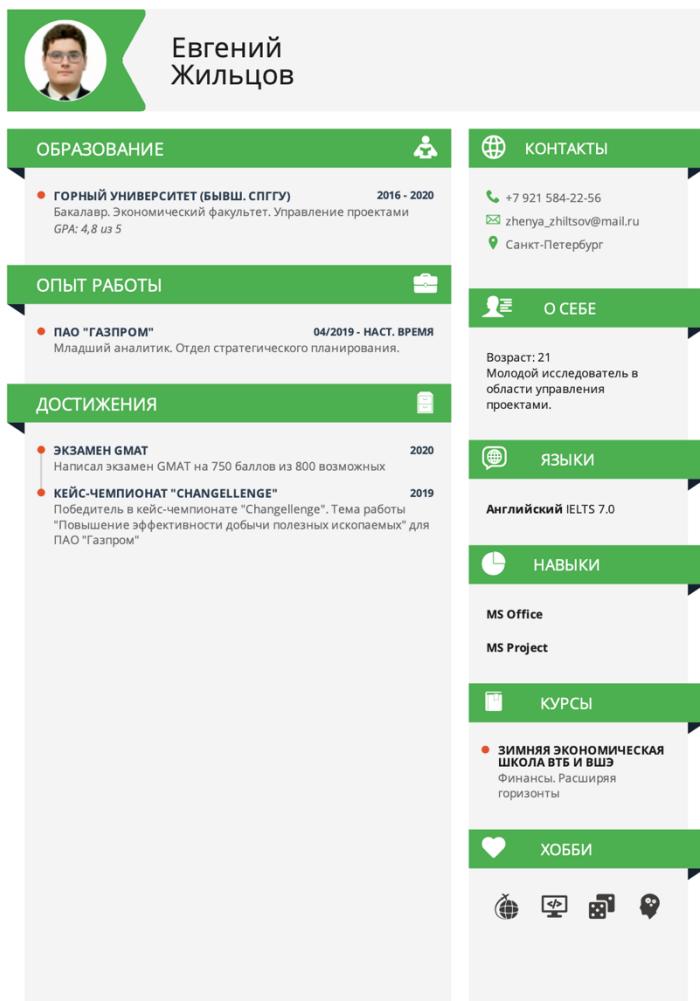 Евгений
Жильцов
ОБРАЗОВАНИЕ
ГОРНЫЙ УНИВЕРСИТЕТ (БЫВШ. СПГГУ) 2016 - 2020
Бакалавр. Экономический факультет. Управление проектами
GPA: 4,8 из 5
ОПЫТ РАБОТЫ
ПАО "ГАЗПРОМ" 04/2019 - НАСТ. ВРЕМЯ
Младший аналитик. Отдел стратегического планирования.
ДОСТИЖЕНИЯ
ЭКЗАМЕН GMAT 2020
Написал экзамен GMAT на 750 баллов из 800 возможных
КЕЙС-ЧЕМПИОНАТ "CHANGELLENGE" 2019
Победитель в кейс-чемпионате "Changellenge". Тема работы
"Повышение эффективности добычи полезных ископаемых" для
ПАО "Газпром"
КОНТАКТЫ
+7 921 584-22-56
zhenya_zhiltsov@mail.ru
Санкт-Петербург
О СЕБЕ
Возраст: 21
Молодой исследователь в
области управления
проектами.
ЯЗЫКИ
Английский IELTS 7.0
НАВЫКИ
MS Office
MS Project
КУРСЫ
ЗИМНЯЯ ЭКОНОМИЧЕСКАЯ
ШКОЛА ВТБ И ВШЭ
Финансы. Расширяя
горизонты
ХОББИ